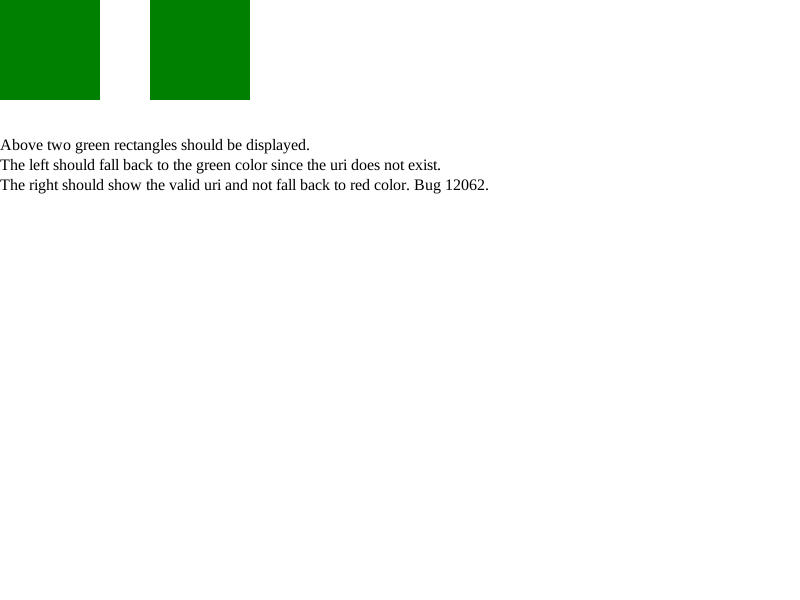 Above two green rectangles should be displayed.
The left should fall back to the green color since the uri does not exist.
The right should show the valid uri and not fall back to red color. Bug 12062.